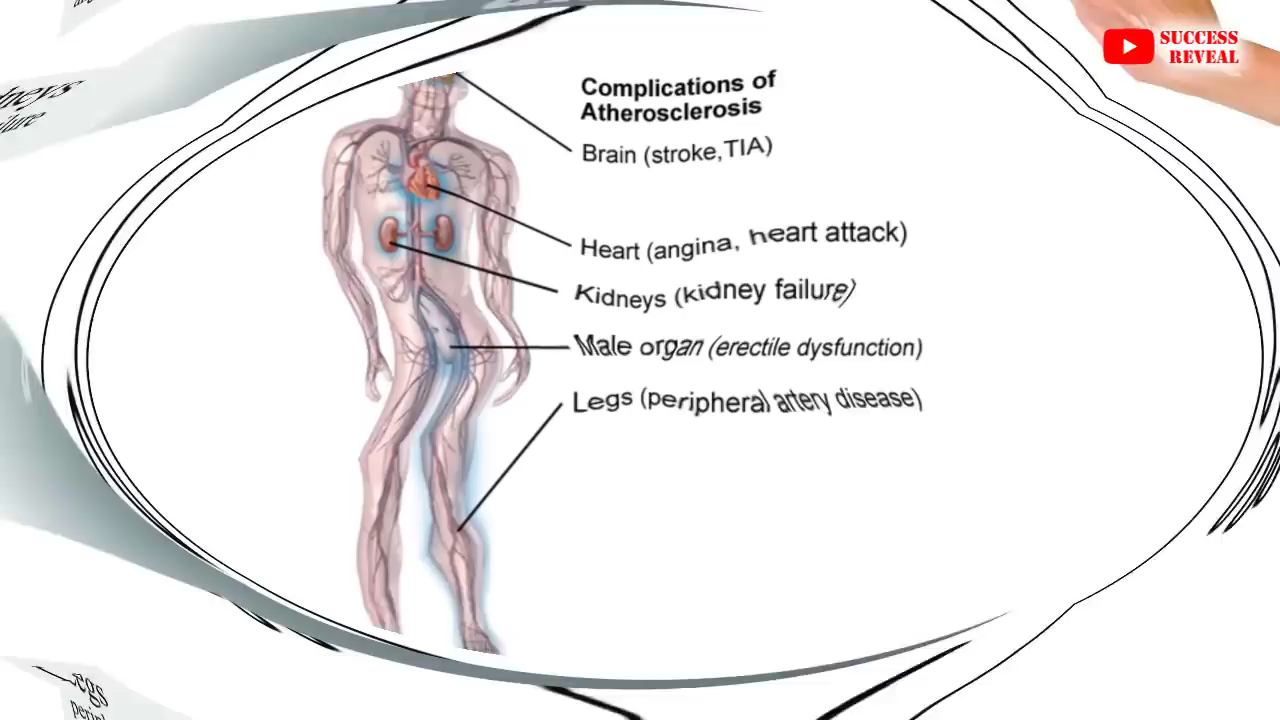 SUCCESS
REVEAL
Complications of
Atherosclerosis
Brain (stroke,TIA)
Heart (angina, heart attack)
Kidneys (kidney failure)
Male organ (erectile dysfunction)
Legs (peripheral artery disease)